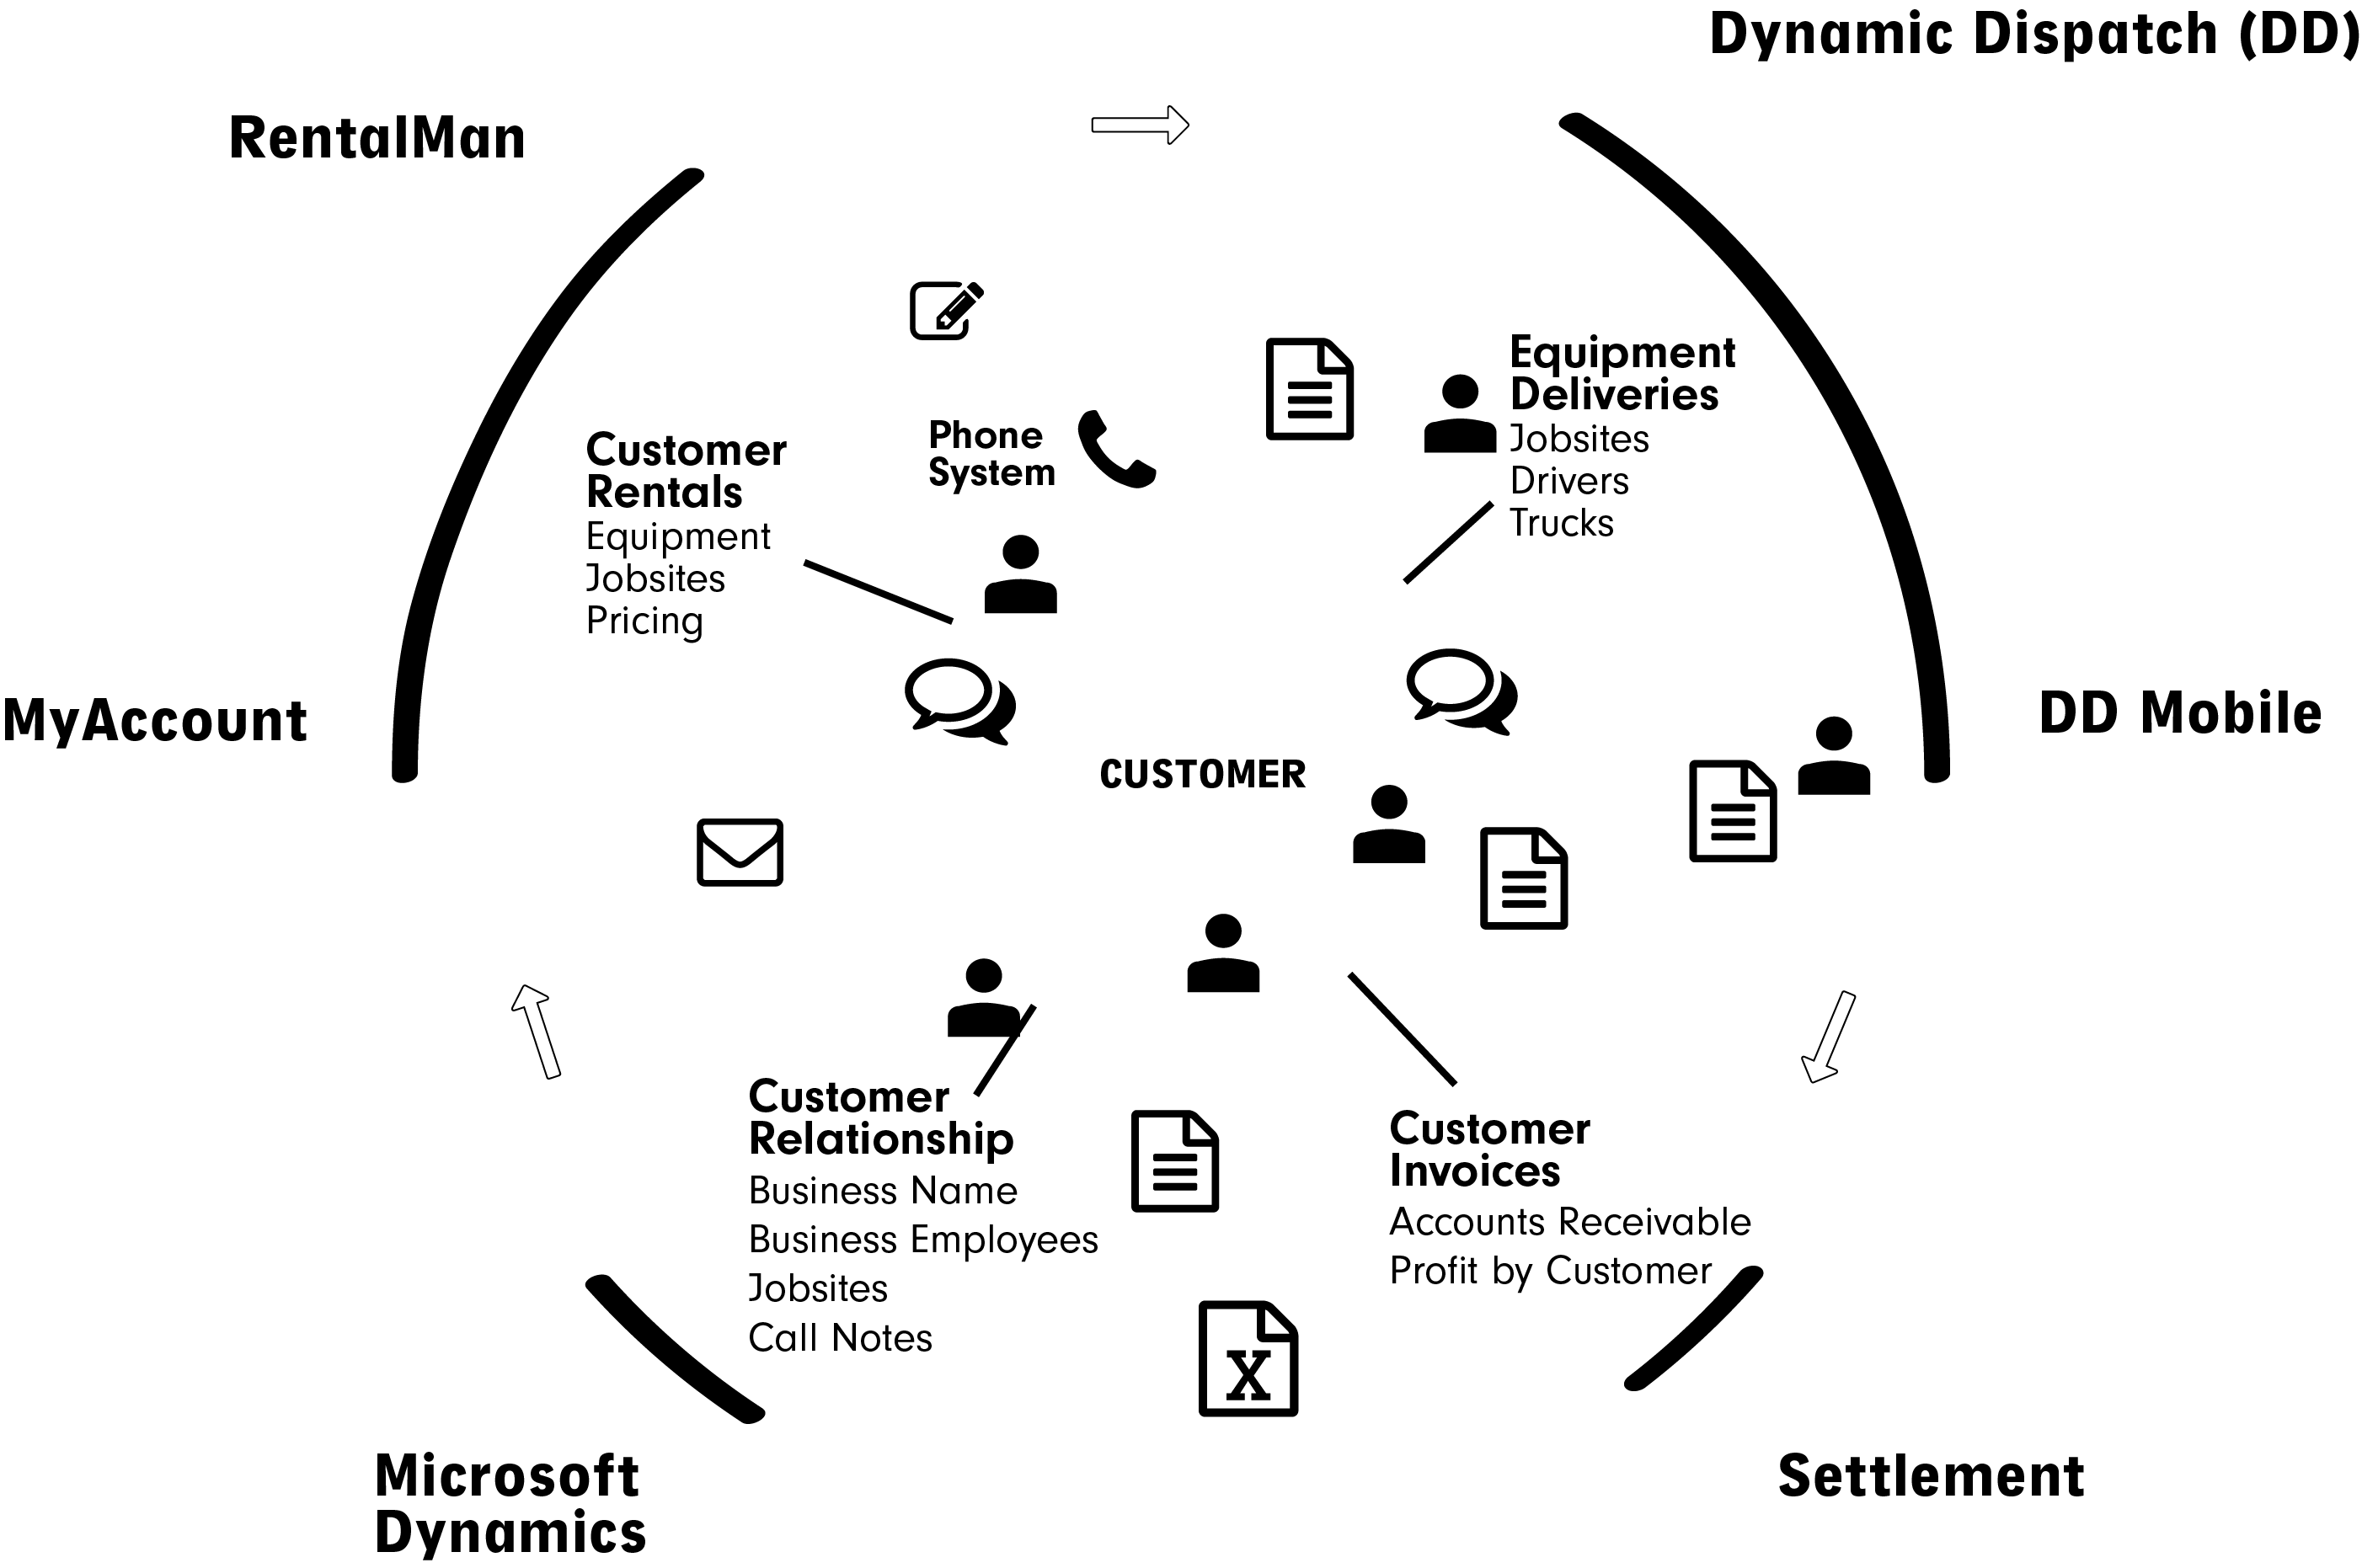 Dynamic Dispatch (DD)
RentalMan
Equipment
Deliveries
Jobsites
Drivers
Trucks
Phone
System
Customer
Rentals
Equipment
Jobsites
Pricing
MyAccount
DD Mobile
CUSTOMER
Customer
Relationship
Business Name
Business Employees
Jobsites
Call Notes
Customer
Invoices
Accounts Receivable
Profit by Customer
X
Microsoft
Dynamics
Settlement